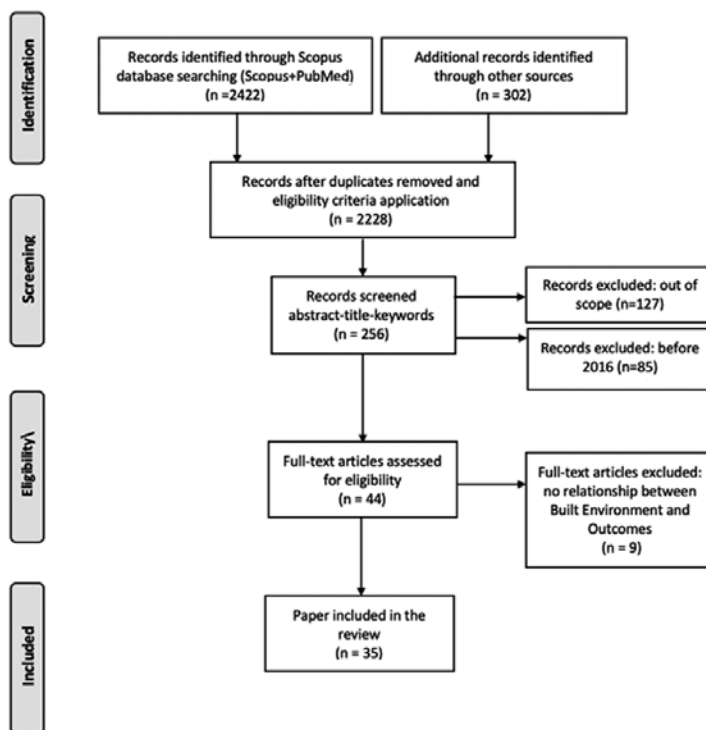 Identification
Records identified through Scopus
database searching (Scopus+PubMed)
(n =2422)
Additional records identified
through other sources
(n = 302)
Records after duplicates removed and
eligibility criteria application
(n = 2228)
Screening
Records screened
abstract-title-keywords
(n = 256)
Records excluded: out of
scope (n=127)
Records excluded: before
2016 (n=85)
Eligibility\
Full-text articles assessed
for eligibility
(n = 44)
Full-text articles excluded:
no relationship between
Built Environment and
Outcomes
(n = 9)
Included
Paper included in the
review
(n = 35)